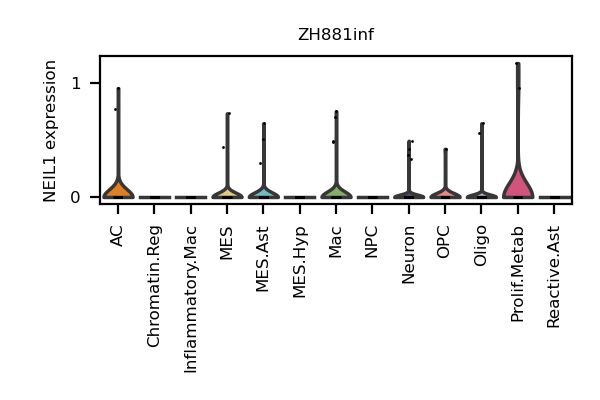 ZH881inf
NEIL1 expression
1
0
AC
Chromatin.Reg
Inflammatory.Mac
MES
MES.Ast
MES.Hyp
Mac
NPC
Neuron
OPC
Oligo
Prolif.Metab
Reactive.Ast